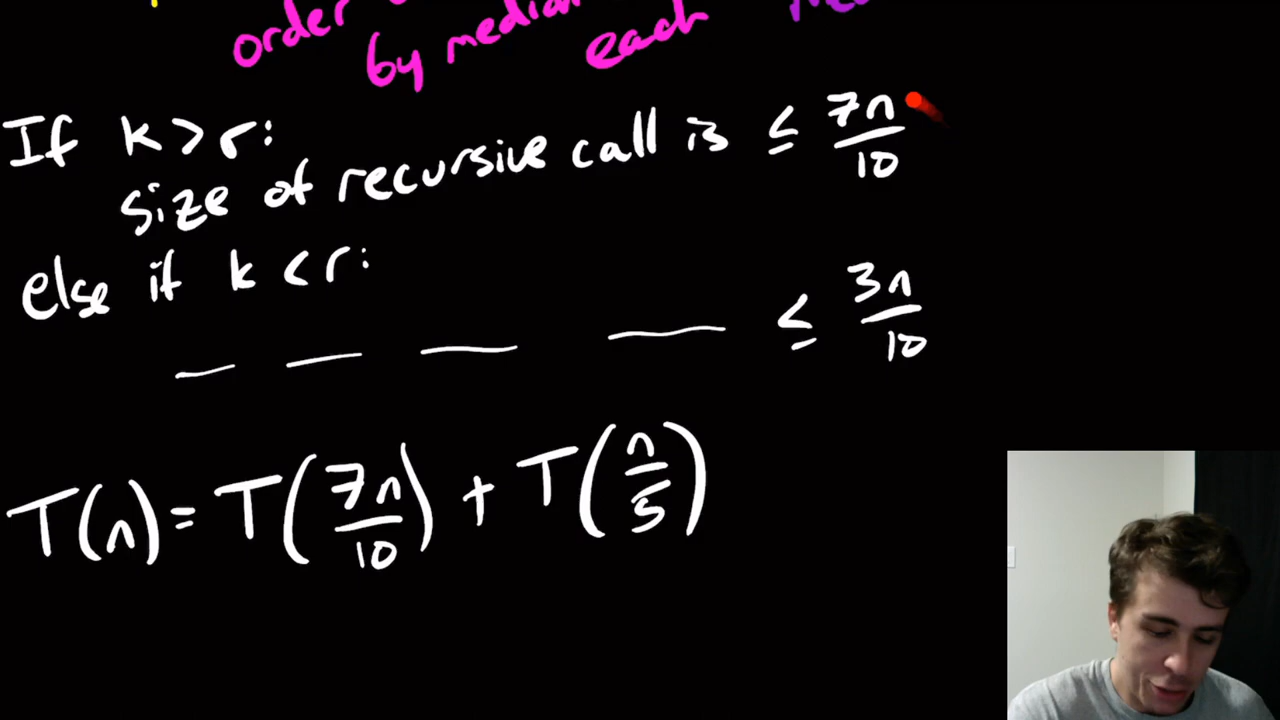 order
by median
each
If k > r:
size of recursive call is ≤ 7n/10
else if k < r:
≤ 3n/10
T(n) = T(7n/10) + T(n/5)